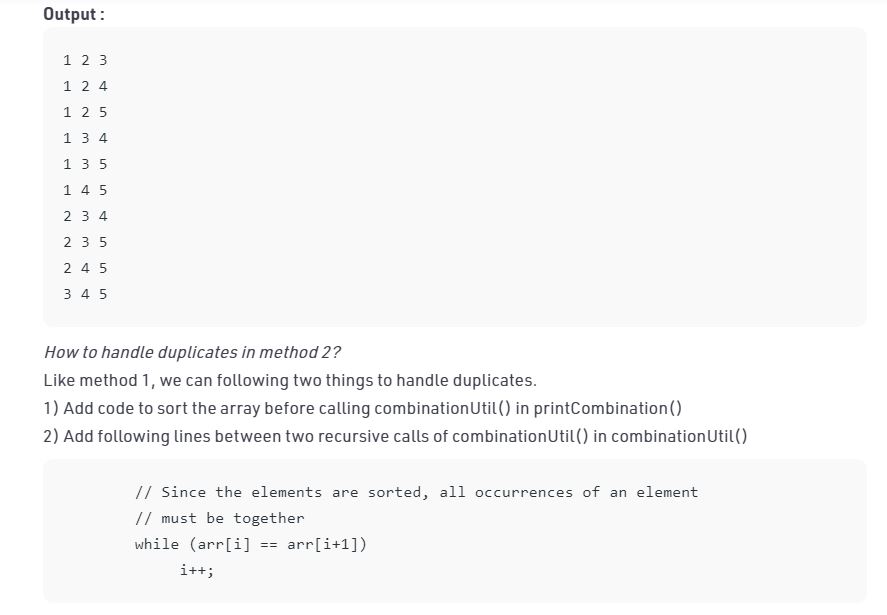 Output :
1 2 3
1 2 4
1 2 5
1 3 4
1 3 5
1 4 5
2 3 4
2 3 5
2 4 5
3 4 5
How to handle duplicates in method 2?
Like method 1, we can following two things to handle duplicates.
1) Add code to sort the array before calling combinationUtil() in printCombination()
2) Add following lines between two recursive calls of combinationUtil() in combinationUtil()
// Since the elements are sorted, all occurrences of an element
// must be together
while (arr[i] == arr[i+1])
i++;